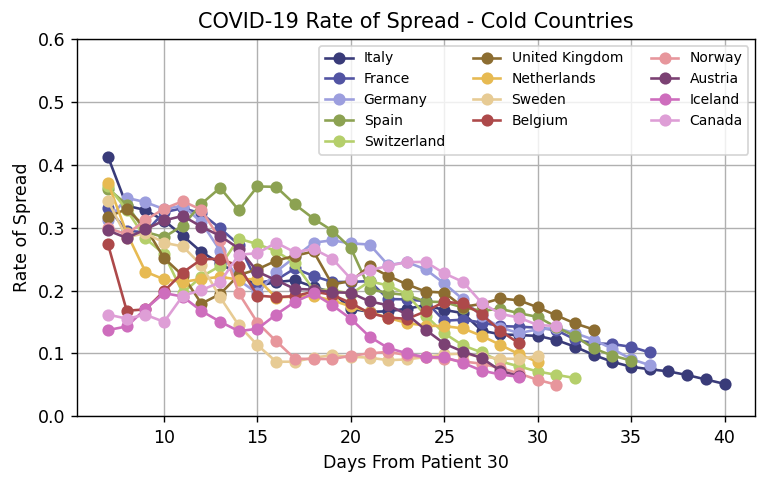 COVID-19 Rate of Spread - Cold Countries
0.6
0.5
0.4
0.3
0.2
0.1
0.0
Rate of Spread
Italy
France
Germany
Spain
Switzerland
United Kingdom
Netherlands
Sweden
Belgium
Norway
Austria
Iceland
Canada
10 15 20 25 30 35 40
Days From Patient 30